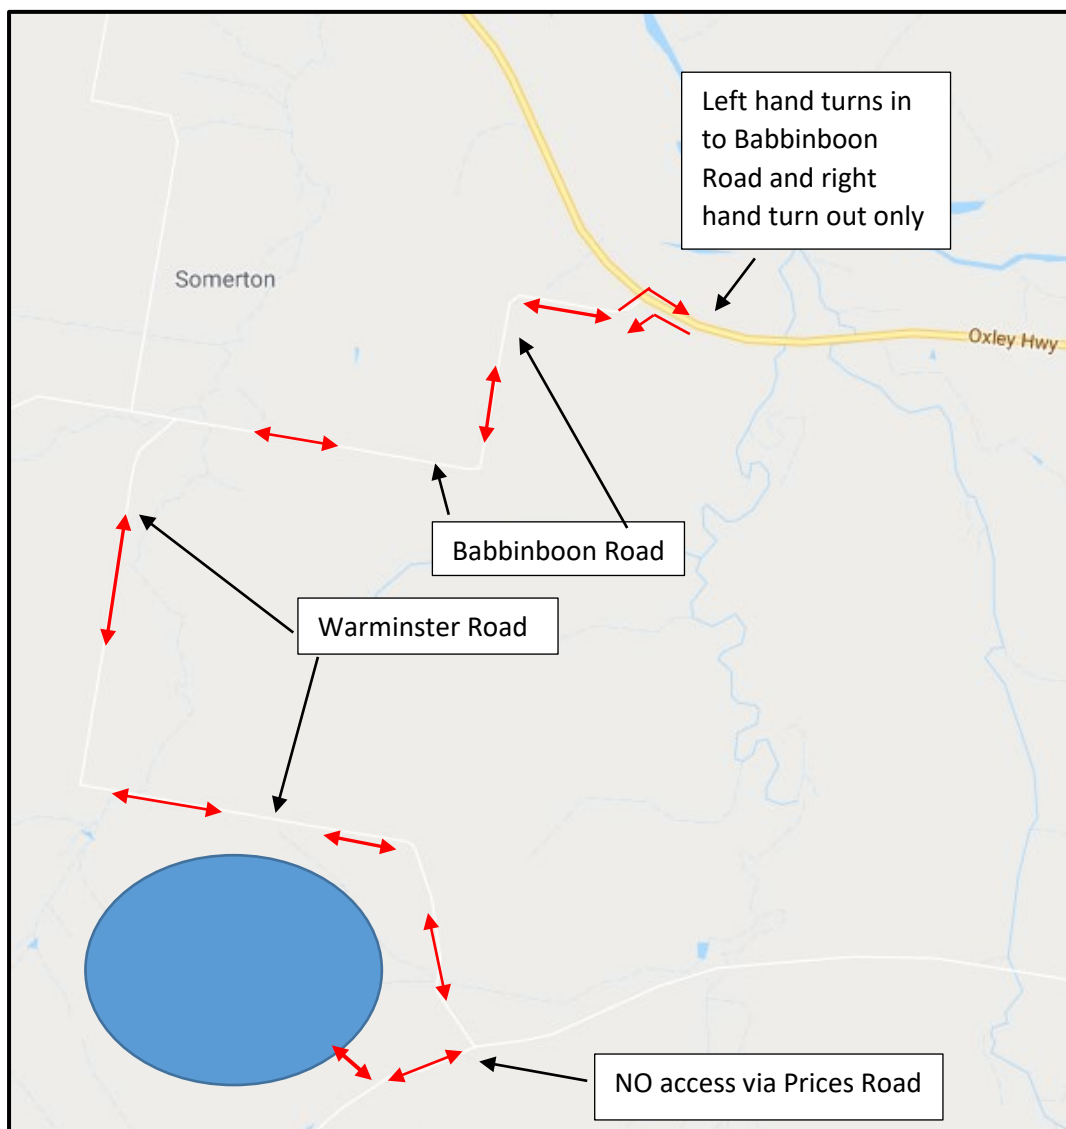 Left hand turns in
to Babbinboon
Road and right
hand turn out only
Somerton
Oxley Hwy
Babbinboon Road
Warminster Road
NO access via Prices Road